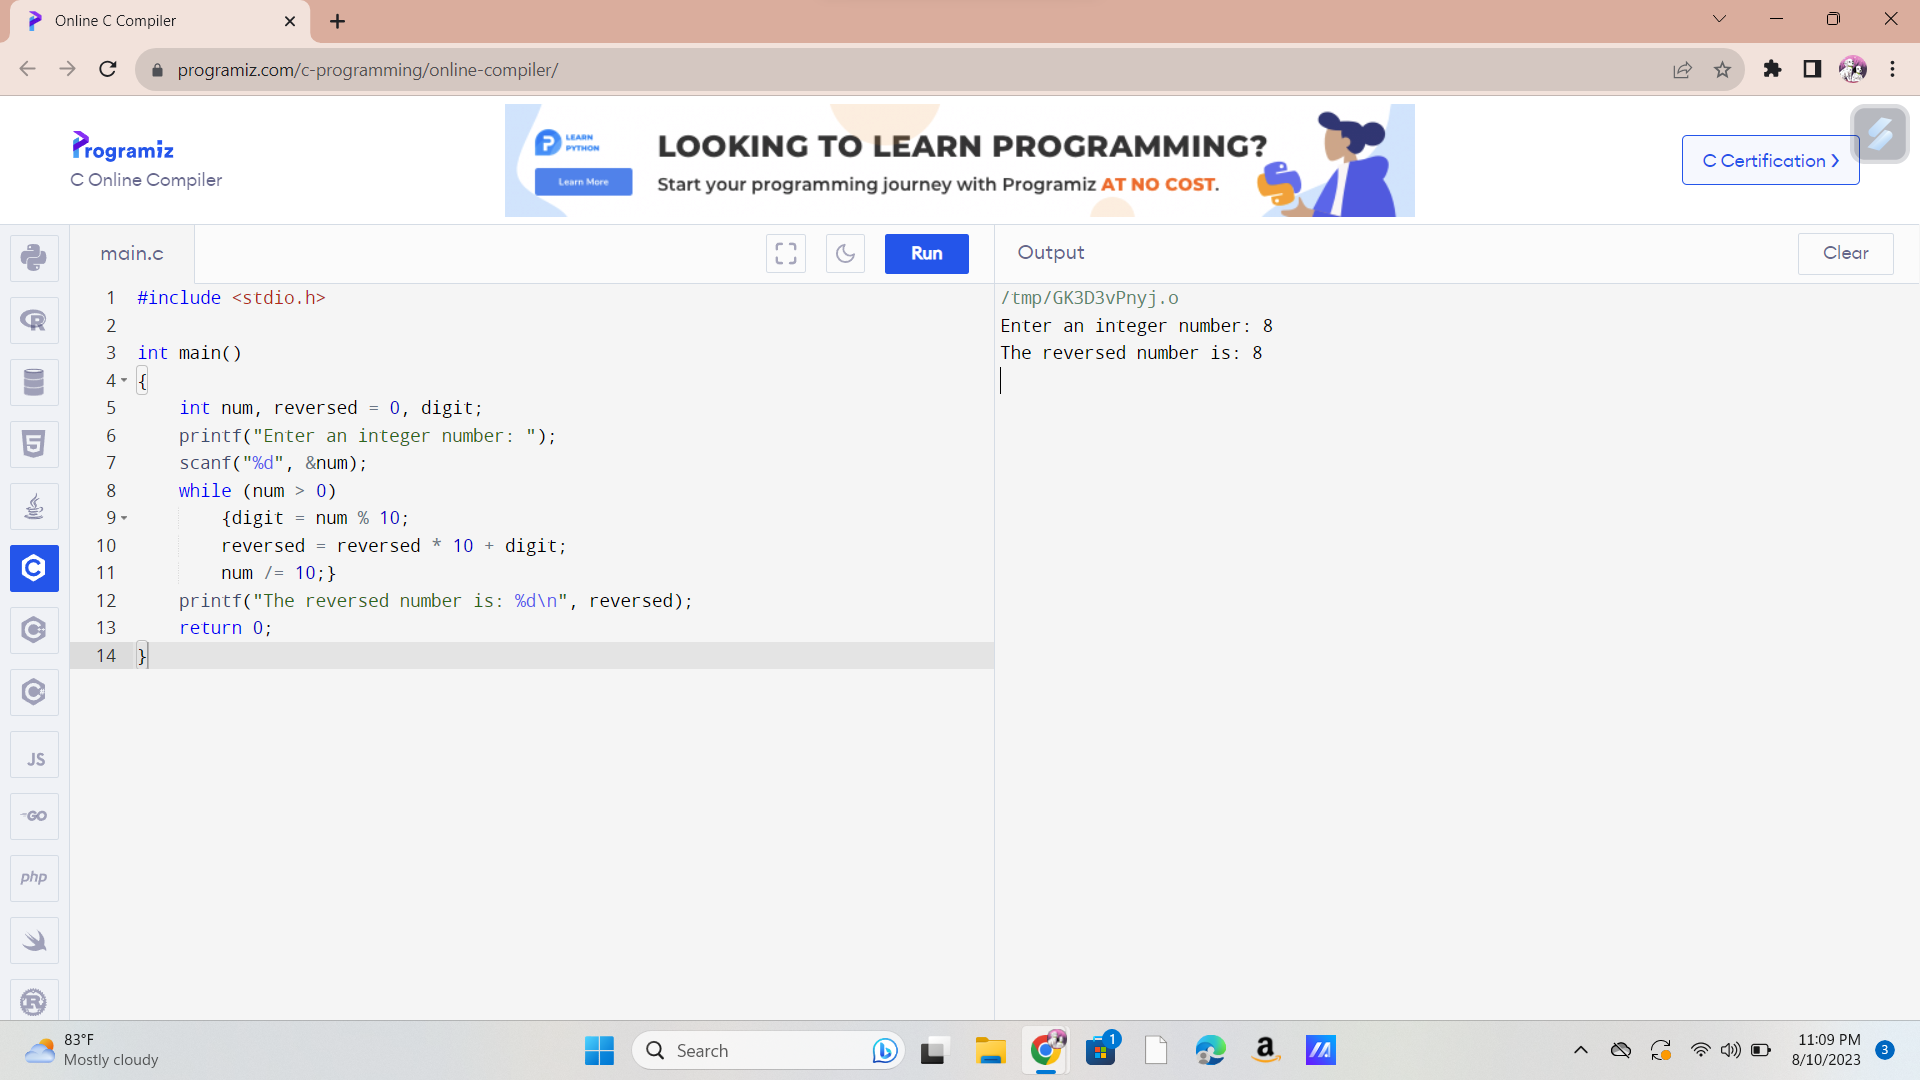 Online C Compiler
programiz.com/c-programming/online-compiler/
Programiz
C Online Compiler
LEARN
PYTHON
Learn More
LOOKING TO LEARN PROGRAMMING?
Start your programming journey with Programiz AT NO COST.
C Certification
main.c
Run
Output
Clear
1 #include <stdio.h>
2
3 int main()
4 {
5 int num, reversed = 0, digit;
6 printf("Enter an integer number: ");
7 scanf("%d", &num);
8 while (num > 0)
9 {digit = num % 10;
10 reversed = reversed * 10 + digit;
11 num /= 10;}
12 printf("The reversed number is: %d\n", reversed);
13 return 0;
14 }
/tmp/GK3D3vPnyj.o
Enter an integer number: 8
The reversed number is: 8
R
5
C
JS
GO
php
R
83°F
Mostly cloudy
Search
1
a
11:09 PM
8/10/2023
3